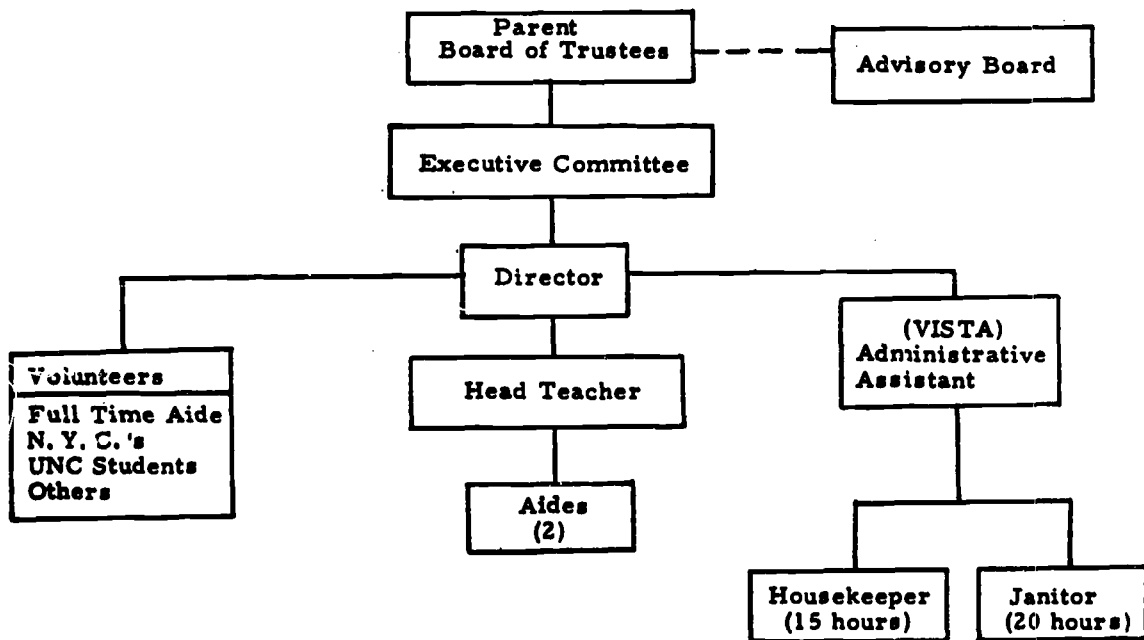 Parent
Board of Trustees
Advisory Board
Executive Committee
Director
(VISTA)
Administrative
Assistant
Volunteers
Full Time Aide
N. Y. C.'s
UNC Students
Others
Head Teacher
Aides
(2)
Housekeeper
(15 hours)
Janitor
(20 hours)